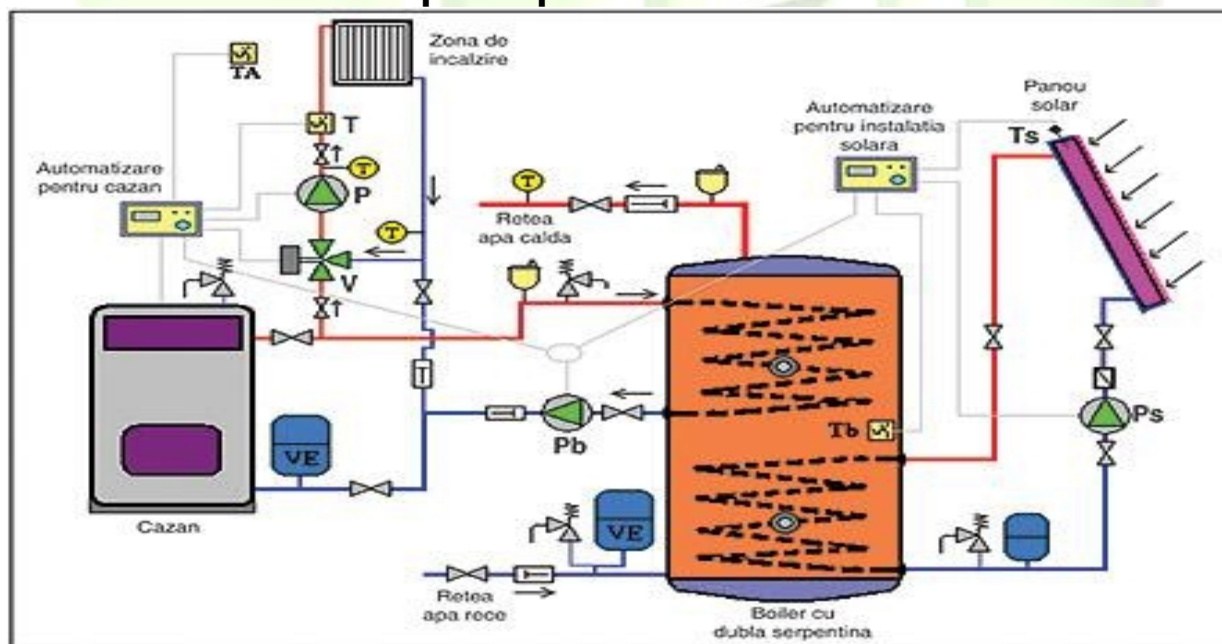 Zona de
incalzire
TA
T
T
Automatizare
pentru cazan
P
T
V
T
Retea
apa calda
Automatizare
pentru instalatia
solara
Panou
solar
Ts
Tb
Ps
Pb
VE
Cazan
VE
Retea
apa rece
Boiler cu
dubla serpentina